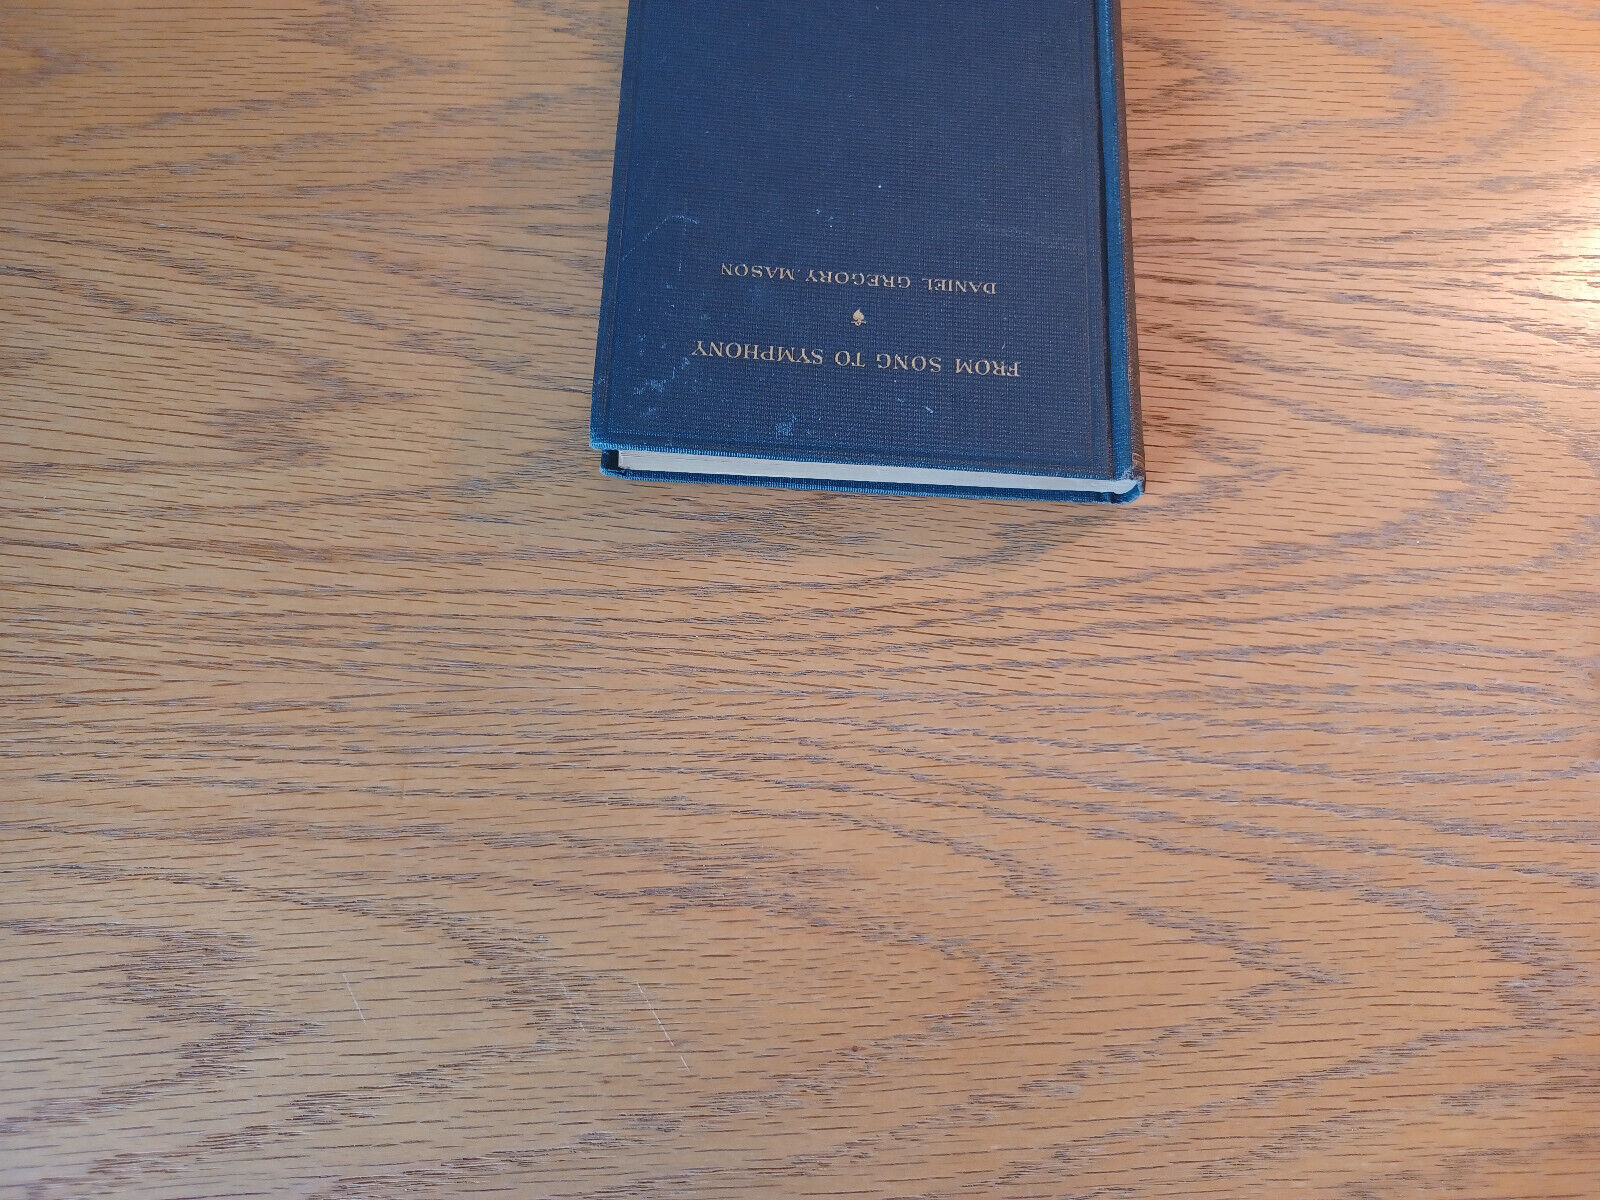 FROM SONG TO SYMPHONY
DANIEL GREGORY MASON